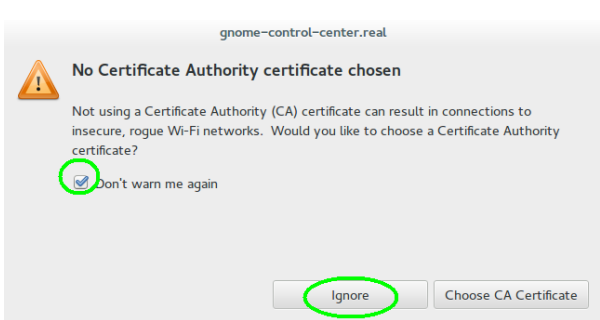 gnome-control-center.real
No Certificate Authority certificate chosen
Not using a Certificate Authority (CA) certificate can result in connections to
insecure, rogue Wi-Fi networks.  Would you like to choose a Certificate Authority
certificate?
Don't warn me again
Ignore
Choose CA Certificate